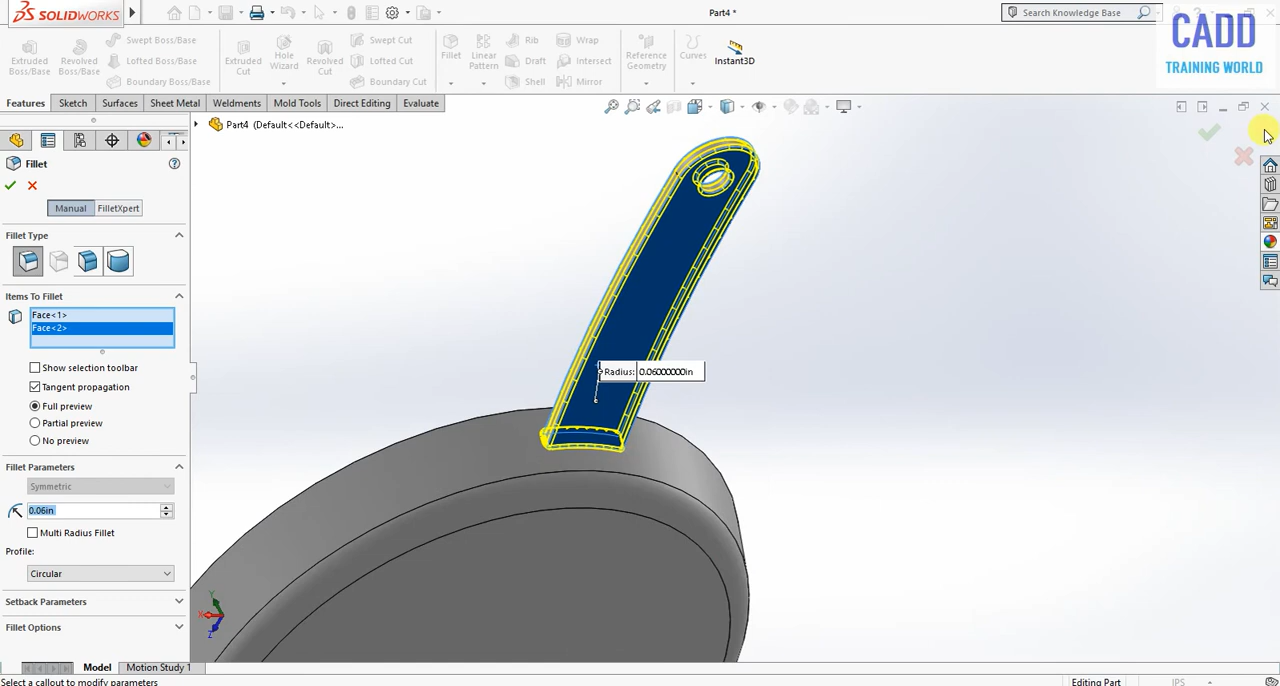 SOLIDWORKS
Part4 *
Search Knowledge Base
CADD
TRAINING WORLD
Extruded Boss/Base
Revolved Boss/Base
Swept Boss/Base
Lofted Boss/Base
Boundary Boss/Base
Extruded Cut
Hole Wizard
Revolved Cut
Swept Cut
Lofted Cut
Boundary Cut
Fillet
Linear Pattern
Rib
Draft
Shell
Wrap
Intersect
Mirror
Reference Geometry
Curves
Instant3D
Features
Sketch
Surfaces
Sheet Metal
Weldments
Mold Tools
Direct Editing
Evaluate
Part4 (Default<<Default>...
Fillet
Manual
FilletXpert
Fillet Type
Items To Fillet
Face<1>
Face<2>
Show selection toolbar
Tangent propagation
Full preview
Partial preview
No preview
Fillet Parameters
Symmetric
0.06in
Multi Radius Fillet
Profile:
Circular
Setback Parameters
Fillet Options
Radius: 0.06000000in
Y
X
Z
Model
Motion Study 1
Select a callout to modify parameters
Editing Part
IPS